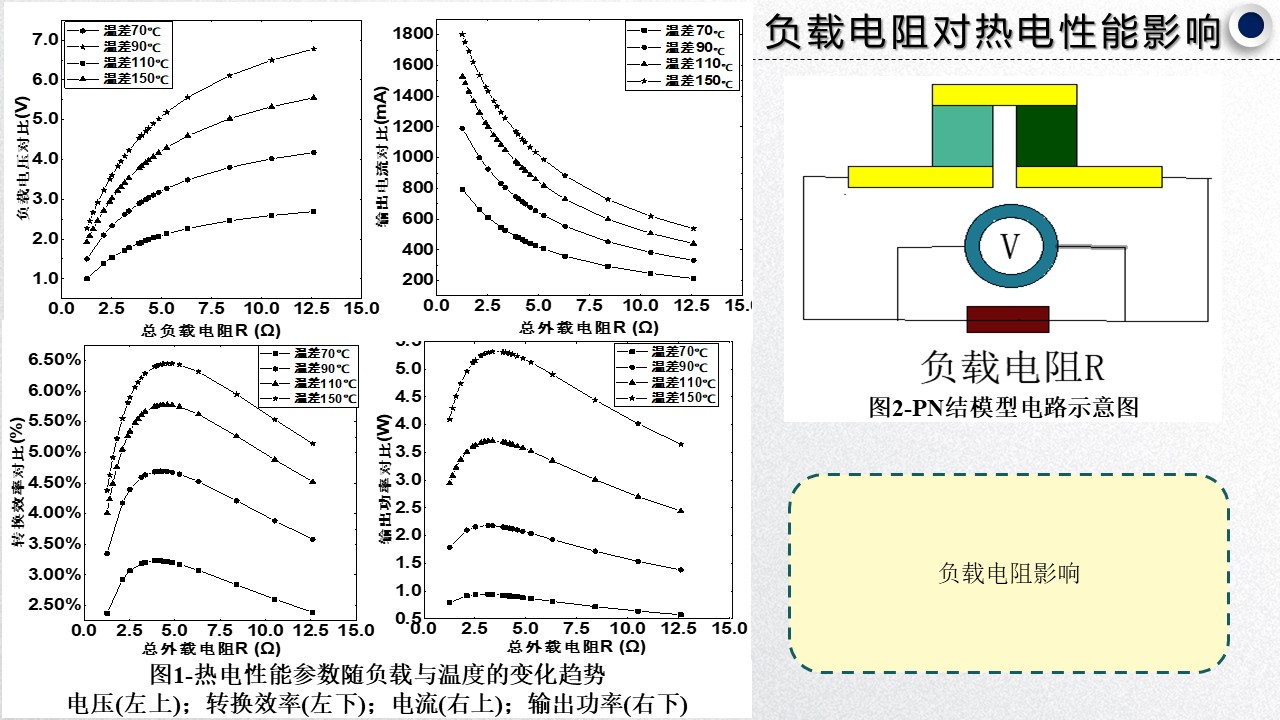 负载电阻对热电性能影响
温差70℃
温差90℃
温差110℃
温差150℃
7.0
6.0
5.0
4.0
3.0
2.0
1.0
负载电压对比(V)
0.0 2.5 5.0 7.5 10.0 12.5 15.0
总负载电阻R (Ω)
温差70℃
温差90℃
温差110℃
温差150℃
1800
1600
1400
1200
1000
800
600
400
200
输出电流对比(mA)
0.0 2.5 5.0 7.5 10.0 12.5 15.0
总外载电阻R (Ω)
温差70℃
温差90℃
温差110℃
温差150℃
6.50%
6.00%
5.50%
5.00%
4.50%
4.00%
3.50%
3.00%
2.50%
转换效率对比(%)
0.0 2.5 5.0 7.5 10.0 12.5 15.0
总外载电阻R (Ω)
温差70℃
温差90℃
温差110℃
温差150℃
5.5
5.0
4.5
4.0
3.5
3.0
2.5
2.0
1.5
1.0
0.5
输出功率对比(W)
0.0 2.5 5.0 7.5 10.0 12.5 15.0
总外载电阻R (Ω)
图1-热电性能参数随负载与温度的变化趋势
电压(左上)；转换效率(左下)；电流(右上)；输出功率(右下)
V
负载电阻R
图2-PN结模型电路示意图
负载电阻影响